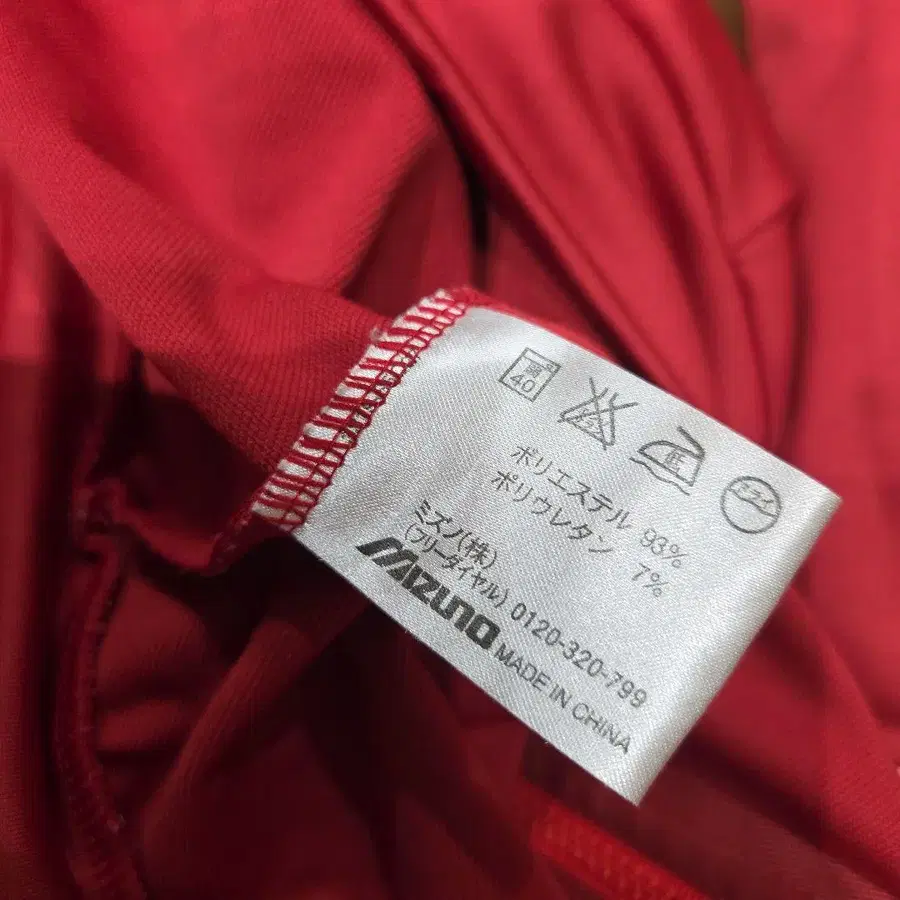 40
ポリエステル 93%
ポリウレタン 7%
ミズノ(株)
(フリーダイヤル) 0120-320-799
MIZUNO MADE IN CHINA